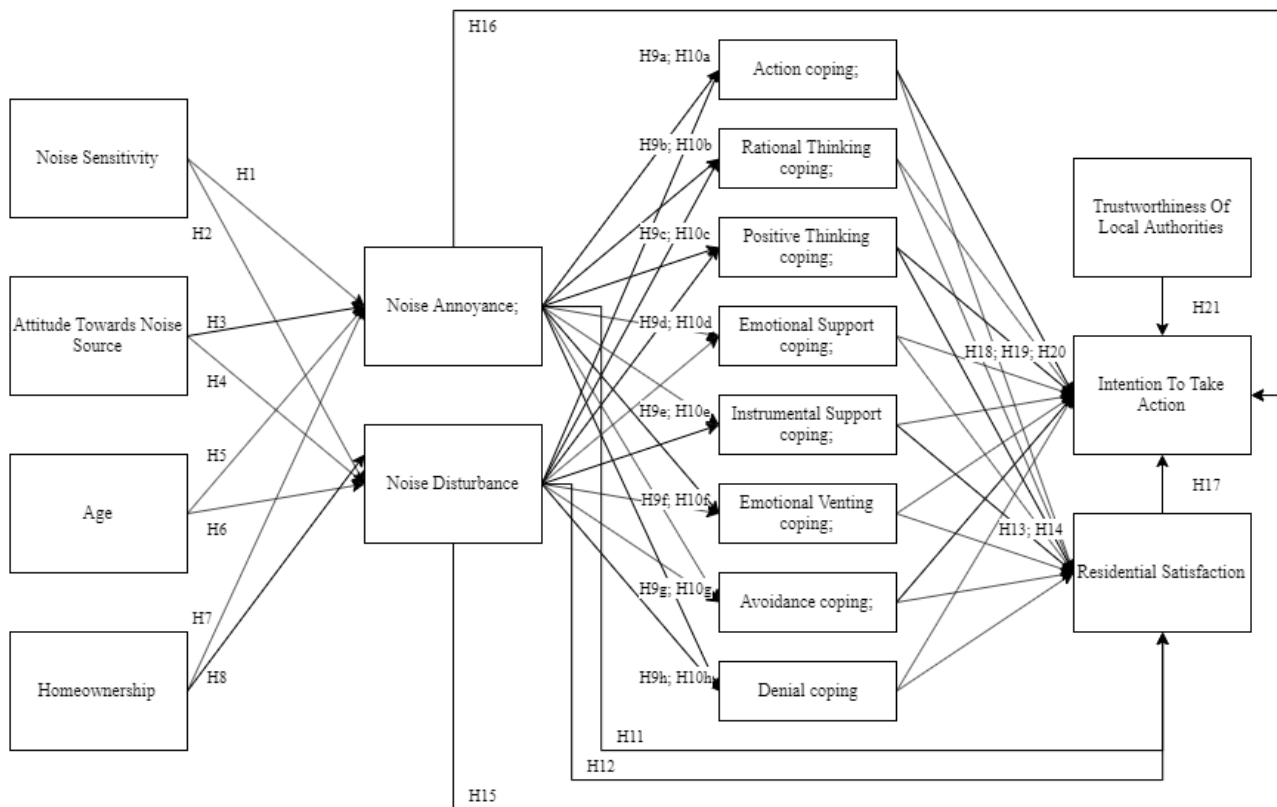 H16
H9a; H10a
Action coping;
Noise Sensitivity
H1
H2
H9b; H10b
Rational Thinking
coping;
Trustworthiness Of
Local Authorities
H9c; H10c
Positive Thinking
coping;
Noise Annoyance;
H21
Attitude Towards Noise
Source
H3
H4
H9d; H10d
Emotional Support
coping;
H18; H19; H20
Intention To Take
Action
H9e; H10e
Instrumental Support
coping;
H5
H6
Age
Noise Disturbance
H9f; H10f
Emotional Venting
coping;
H17
H13; H14
Residential Satisfaction
H9g; H10g
Avoidance coping;
H7
H8
Homeownership
H9h; H10h
Denial coping
H11
H12
H15